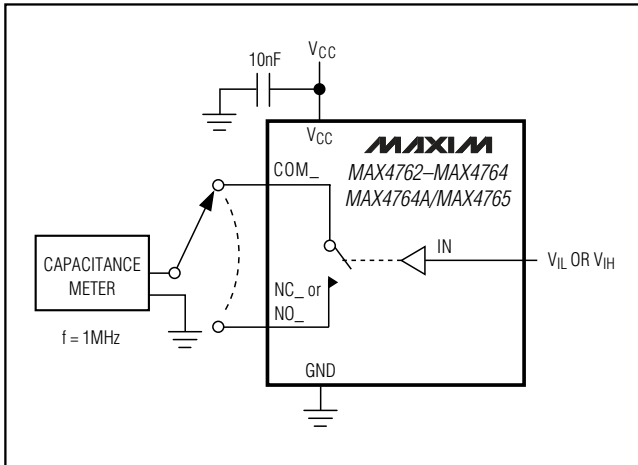 10nF
VCC
VCC
MAXIM
MAX4762–MAX4764
MAX4764A/MAX4765
COM_
IN
VIL OR VIH
CAPACITANCE
METER
NC_ or
NO_
f = 1MHz
GND